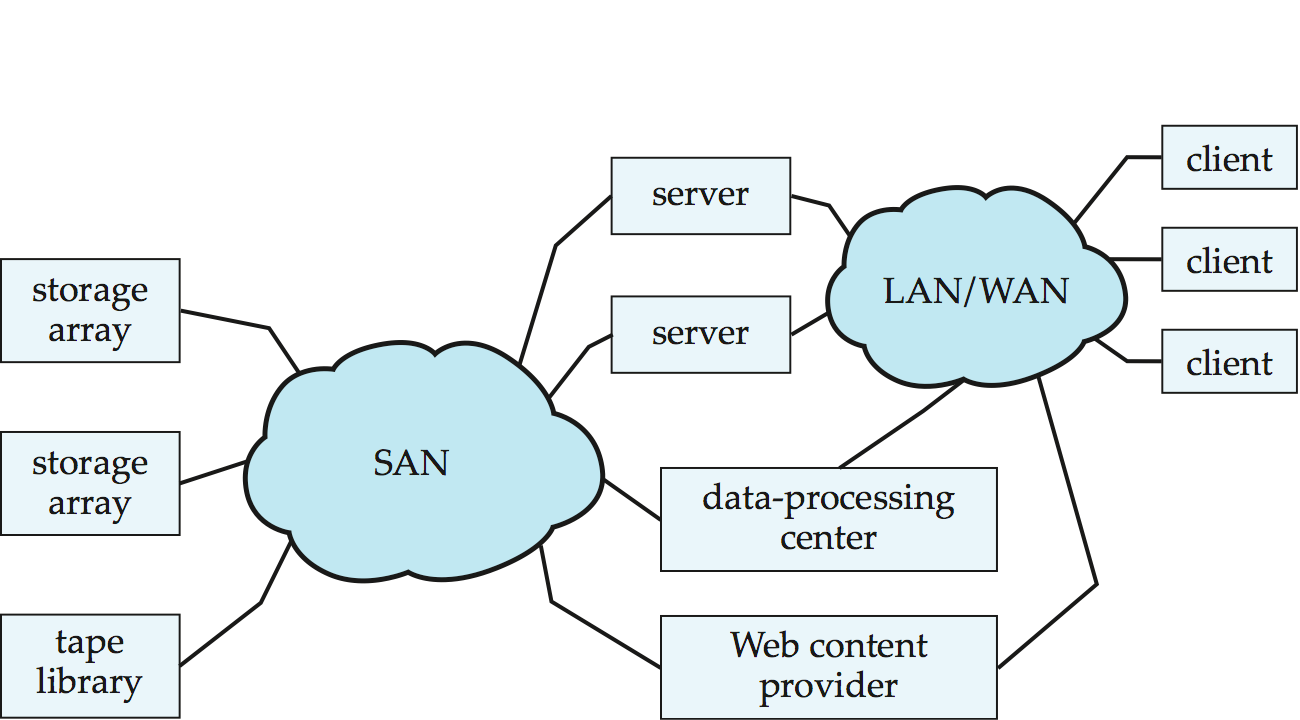 client
server
client
LAN/WAN
storage
array
server
client
SAN
storage
array
data-processing
center
tape
library
Web content
provider